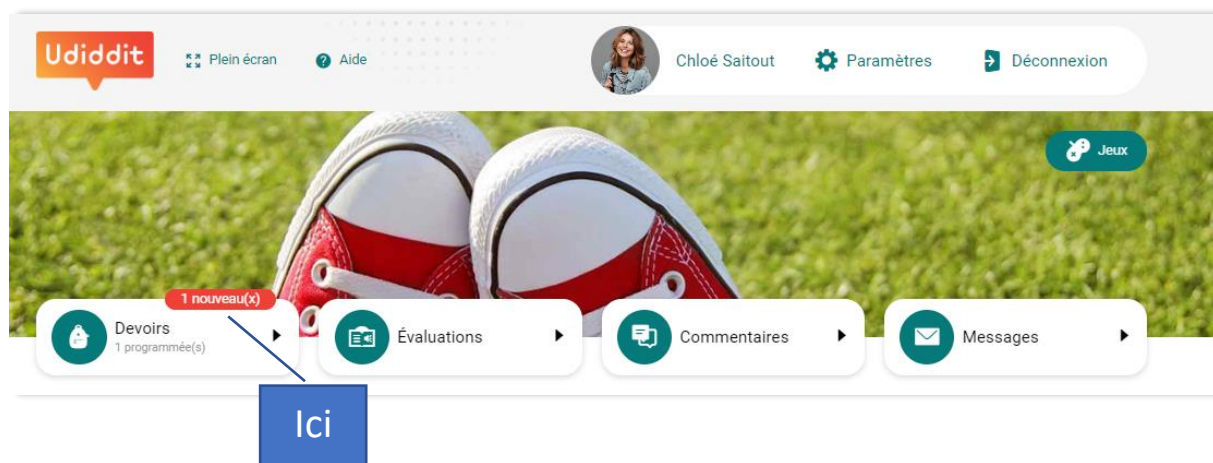 Udiddit
Plein écran
Aide
Chloé Saitout
Paramètres
Déconnexion
Jeux
1 nouveau(x)
Devoirs
1 programmée(s)
Évaluations
Commentaires
Messages
Ici